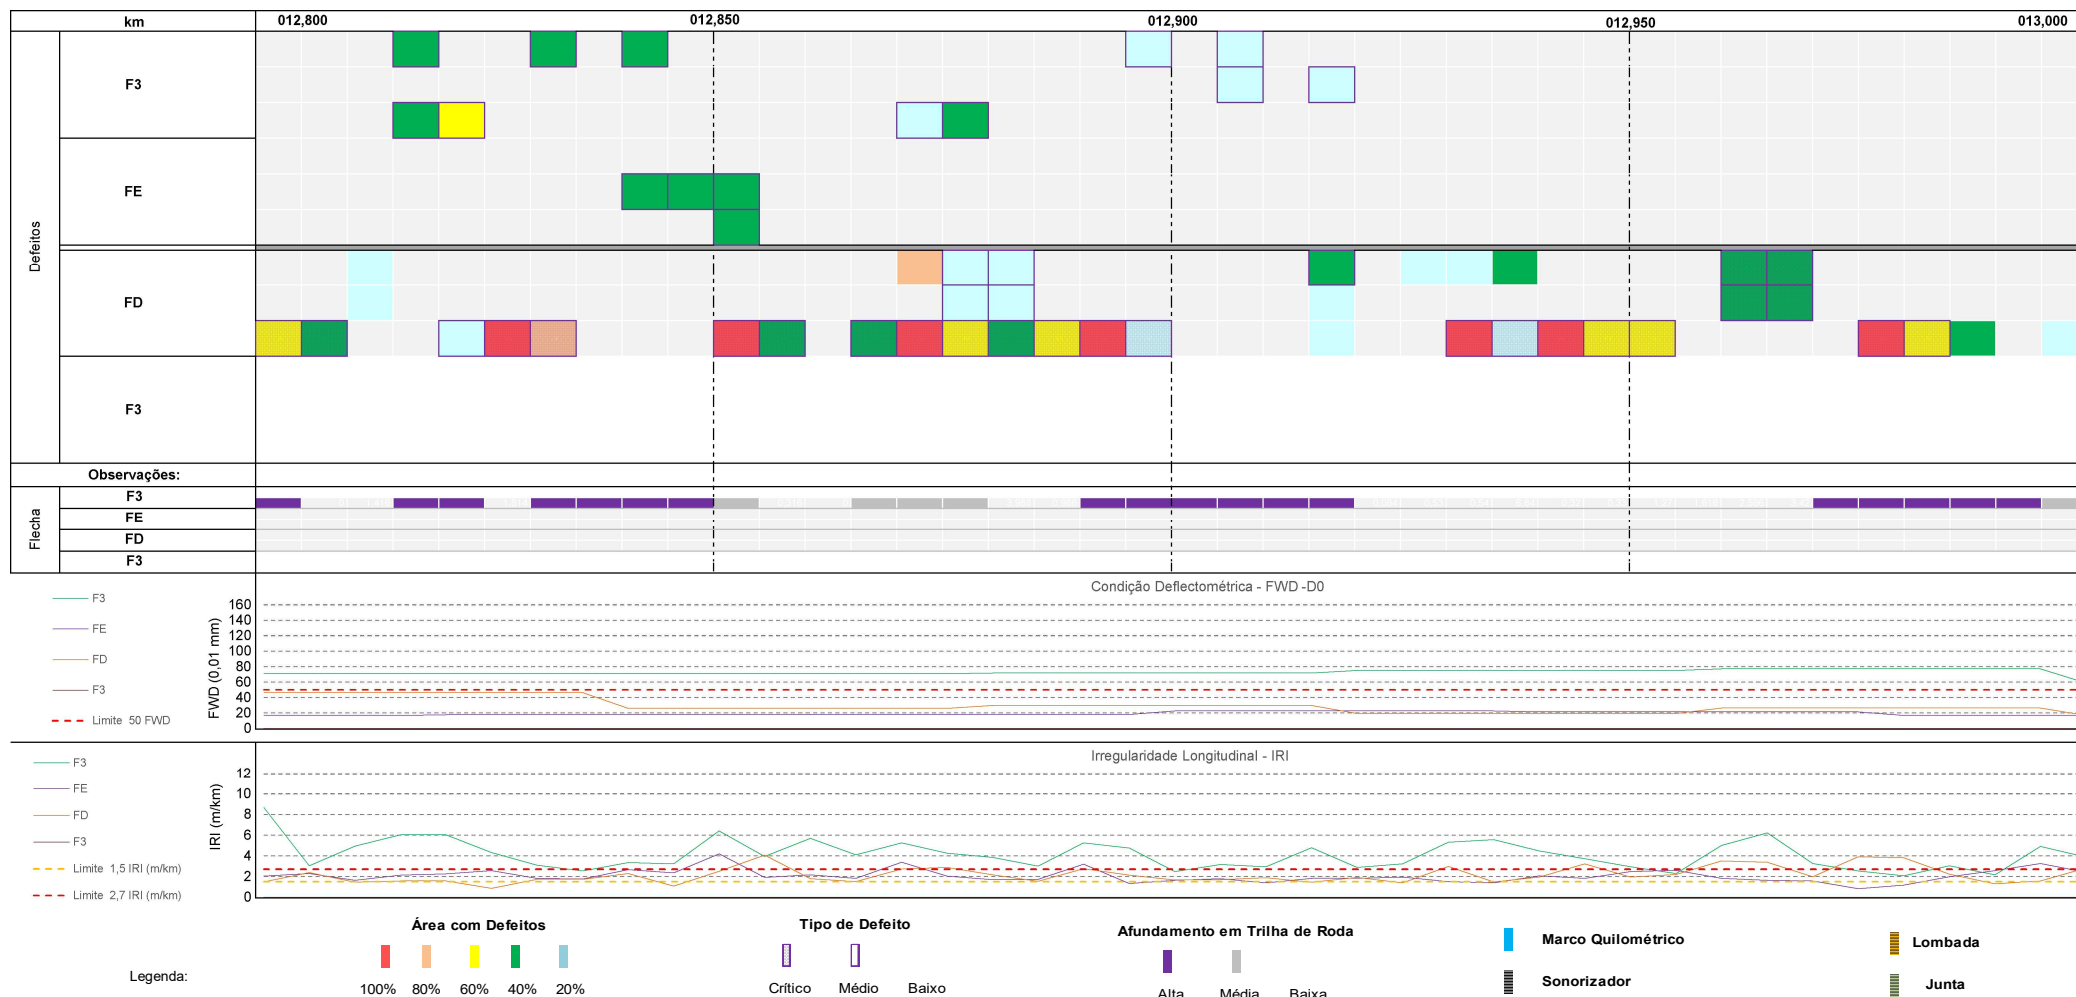 km 012,800 012,850 012,900 012,950 013,000
Defeitos
F3
FE
FD
F3
Observações:
Flecha
F3
FE
FD
F3
Condição Deflectométrica - FWD -D0
F3
FE
FD
F3
Limite 50 FWD
FWD (0,01 mm)
160
140
120
100
80
60
40
20
0
Irregularidade Longitudinal - IRI
F3
FE
FD
F3
Limite 1,5 IRI (m/km)
Limite 2,7 IRI (m/km)
IRI (m/km)
12
10
8
6
4
2
0
Legenda:
Área com Defeitos
100% 80% 60% 40% 20%
Tipo de Defeito
Crítico Médio Baixo
Afundamento em Trilha de Roda
Alta Média Baixa
Marco Quilométrico
Sonorizador
Lombada
Junta